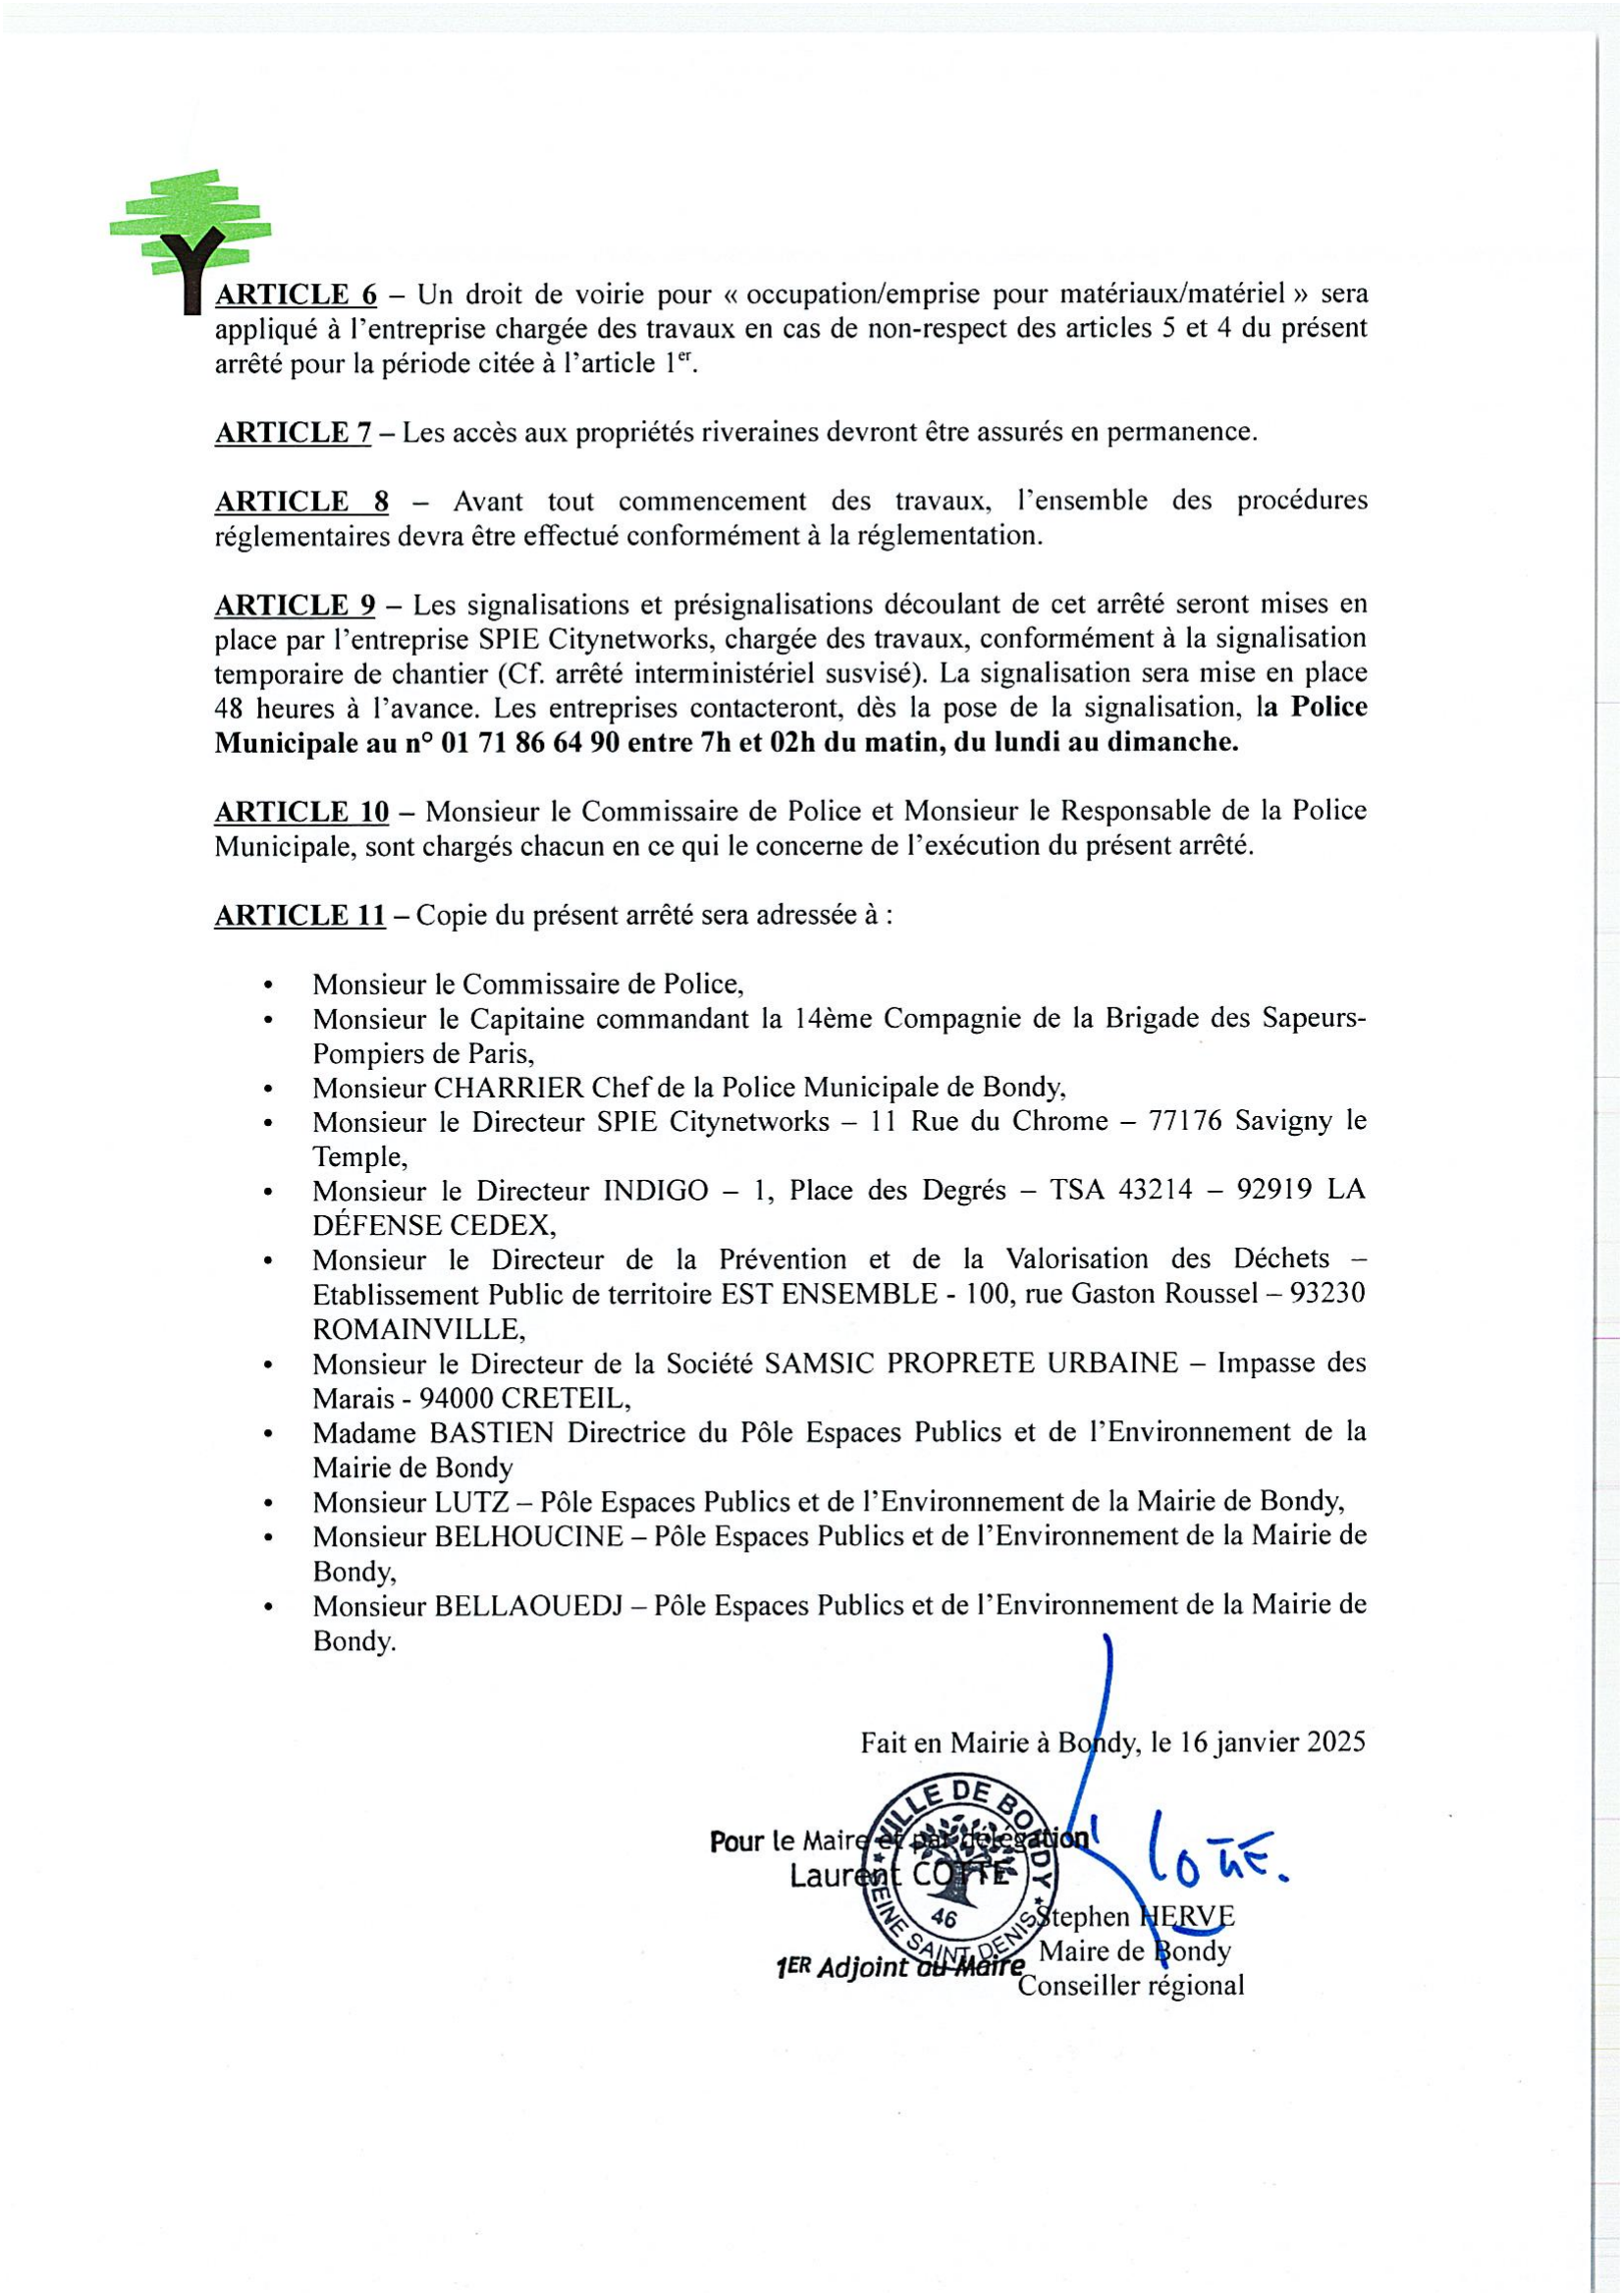 ARTICLE 6 – Un droit de voirie pour « occupation/emprise pour matériaux/matériel » sera
appliqué à l’entreprise chargée des travaux en cas de non-respect des articles 5 et 4 du présent
arrêté pour la période citée à l’article 1er.
ARTICLE 7 – Les accès aux propriétés riveraines devront être assurés en permanence.
ARTICLE 8 – Avant tout commencement des travaux, l’ensemble des procédures
réglementaires devra être effectué conformément à la réglementation.
ARTICLE 9 – Les signalisations et présignalisations découlant de cet arrêté seront mises en
place par l’entreprise SPIE Citynetworks, chargée des travaux, conformément à la signalisation
temporaire de chantier (Cf. arrêté interministériel susvisé). La signalisation sera mise en place
48 heures à l’avance. Les entreprises contacteront, dès la pose de la signalisation, la Police
Municipale au n° 01 71 86 64 90 entre 7h et 02h du matin, du lundi au dimanche.
ARTICLE 10 – Monsieur le Commissaire de Police et Monsieur le Responsable de la Police
Municipale, sont chargés chacun en ce qui le concerne de l’exécution du présent arrêté.
ARTICLE 11 – Copie du présent arrêté sera adressée à :
• Monsieur le Commissaire de Police,
• Monsieur le Capitaine commandant la 14ème Compagnie de la Brigade des Sapeurs-
Pompiers de Paris,
• Monsieur CHARRIER Chef de la Police Municipale de Bondy,
• Monsieur le Directeur SPIE Citynetworks – 11 Rue du Chrome – 77176 Savigny le
Temple,
• Monsieur le Directeur INDIGO – 1, Place des Degrés – TSA 43214 – 92919 LA
DÉFENSE CEDEX,
• Monsieur le Directeur de la Prévention et de la Valorisation des Déchets –
Etablissement Public de territoire EST ENSEMBLE - 100, rue Gaston Roussel – 93230
ROMAINVILLE,
• Monsieur le Directeur de la Société SAMSIC PROPRETE URBAINE – Impasse des
Marais - 94000 CRETEIL,
• Madame BASTIEN Directrice du Pôle Espaces Publics et de l’Environnement de la
Mairie de Bondy
• Monsieur LUTZ – Pôle Espaces Publics et de l’Environnement de la Mairie de Bondy,
• Monsieur BELHOUCINE – Pôle Espaces Publics et de l’Environnement de la Mairie de
Bondy,
• Monsieur BELLAOUEDJ – Pôle Espaces Publics et de l’Environnement de la Mairie de
Bondy.
Fait en Mairie à Bondy, le 16 janvier 2025
VILLE DE BONDY
46
SEINE SAINT DENIS
Pour le Maire et par délégation
Laurent COTTE
1ER Adjoint au Maire
Stephen HERVE
Maire de Bondy
Conseiller régional